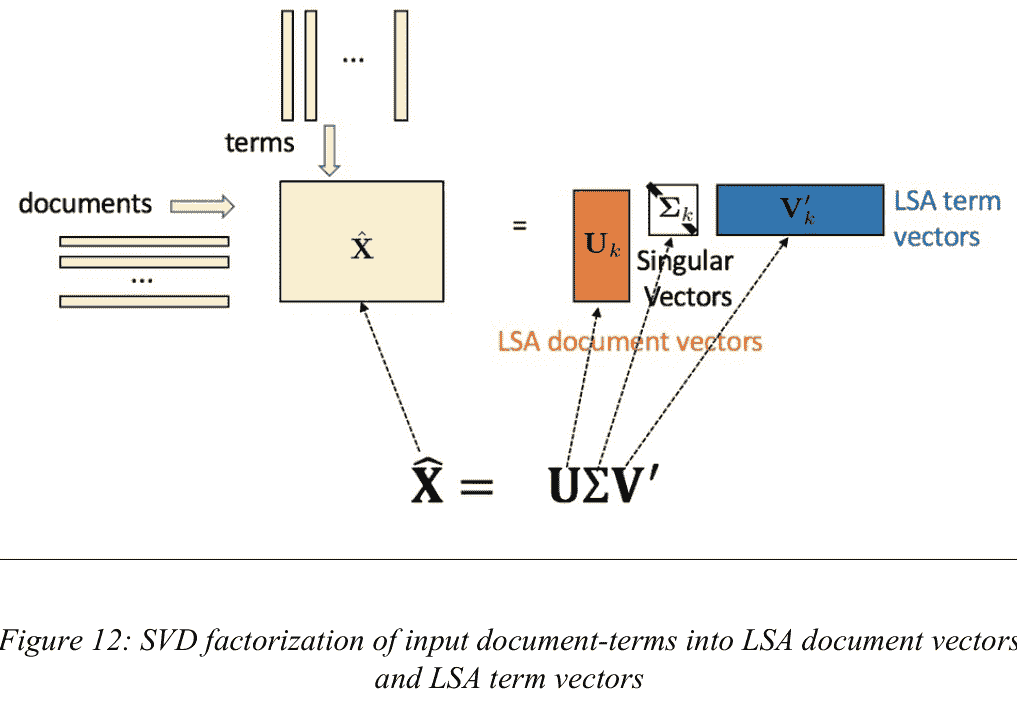 ...
terms
documents
...
X̂
=
U_k
Σ_k
V′_k
LSA term
vectors
Singular
Vectors
LSA document vectors
X̂ = UΣV′
Figure 12: SVD factorization of input document-terms into LSA document vectors
and LSA term vectors